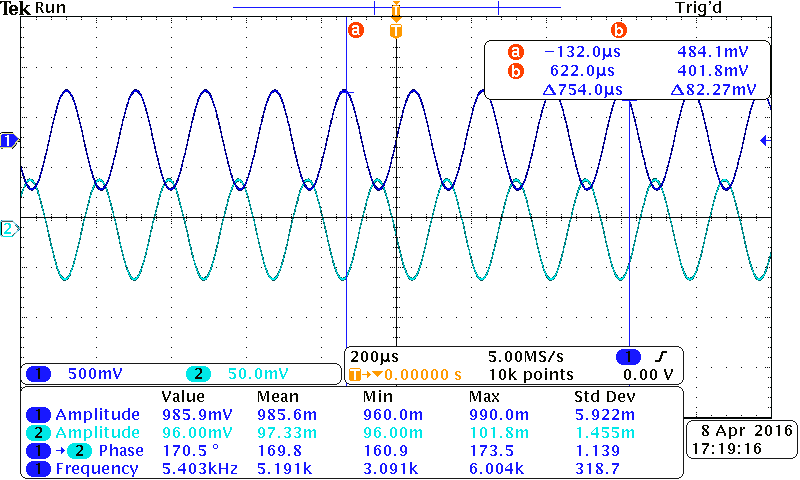 Tek Run T Trig'd
a T b
a −132.0µs 484.1mV
b 622.0µs 401.8mV
Δ754.0µs Δ82.27mV
1
2
1 500mV 2 50.0mV
200µs 5.00MS/s 1
T→▼0.00000 s 10k points 0.00 V
Value Mean Min Max Std Dev
1 Amplitude 985.9mV 985.6m 960.0m 990.0m 5.922m
2 Amplitude 96.00mV 97.33m 96.00m 101.8m 1.455m
1 → 2 Phase 170.5 ° 169.8 160.9 173.5 1.139
1 Frequency 5.403kHz 5.191k 3.091k 6.004k 318.7
8 Apr 2016
17:19:16